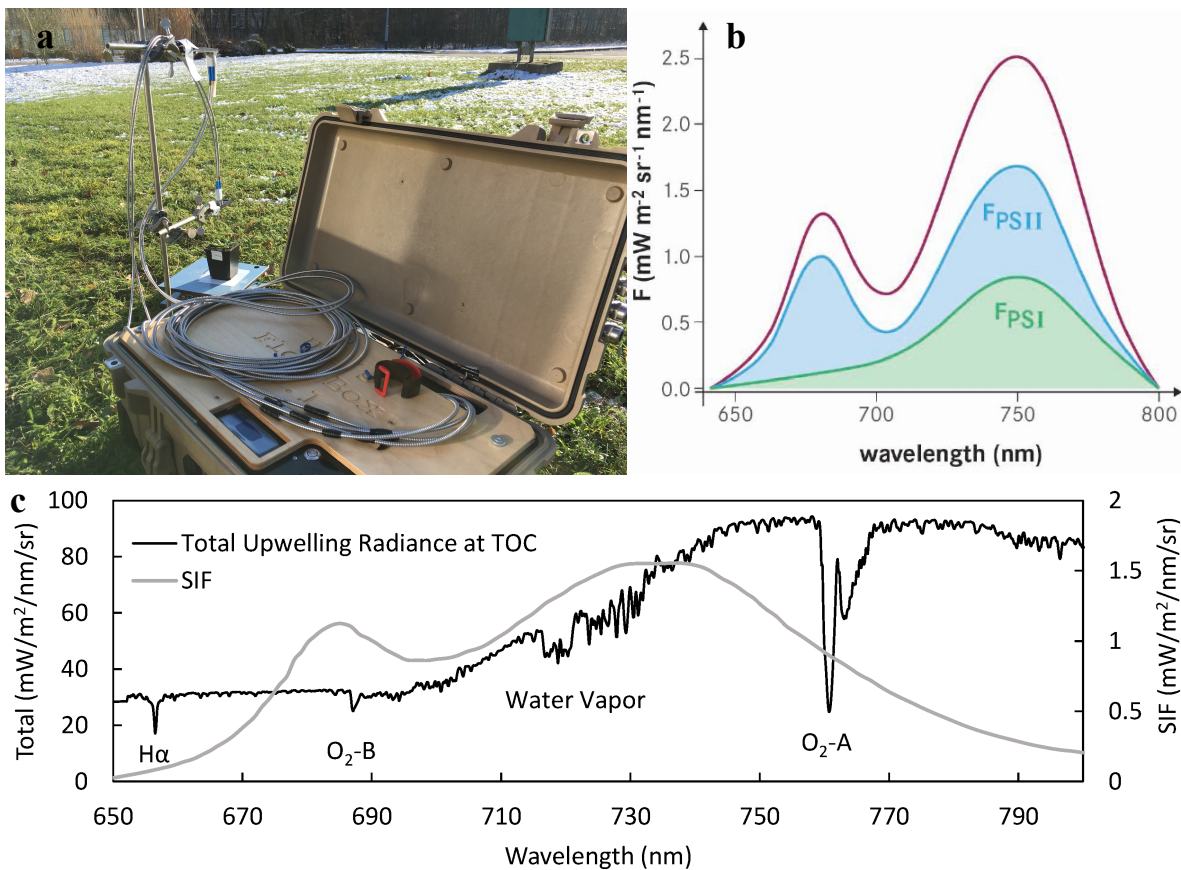 a
b
F (mW m⁻² sr⁻¹ nm⁻¹)
2.5
2.0
1.5
1.0
0.5
0.0
FPSII
FPSI
650 700 750 800
wavelength (nm)
c
Total (mW/m²/nm/sr)
100
80
60
40
20
0
Total Upwelling Radiance at TOC
SIF
Hα
O₂-B
Water Vapor
O₂-A
2
1.5
1
0.5
0
SIF (mW/m²/nm/sr)
650 670 690 710 730 750 770 790
Wavelength (nm)